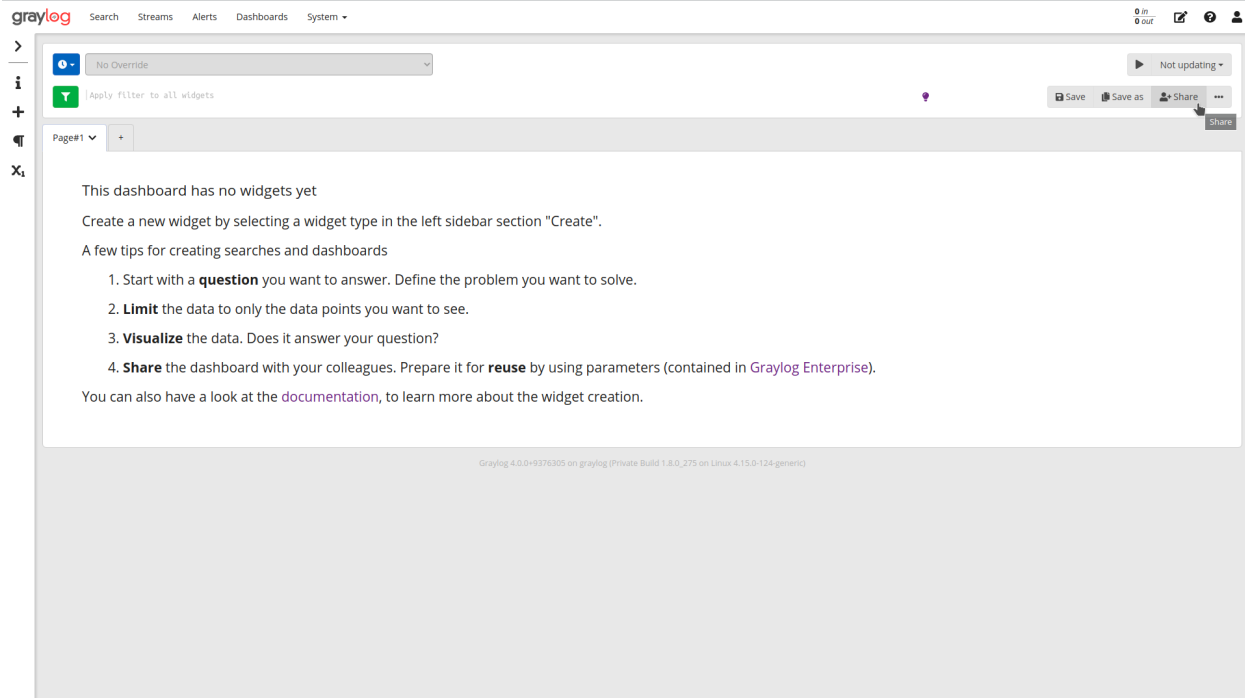 graylog Search Streams Alerts Dashboards System
0 in
0 out
No Override
Not updating
Apply filter to all widgets
Save Save as Share
Share
Page#1 +
This dashboard has no widgets yet
Create a new widget by selecting a widget type in the left sidebar section "Create".
A few tips for creating searches and dashboards
1. Start with a question you want to answer. Define the problem you want to solve.
2. Limit the data to only the data points you want to see.
3. Visualize the data. Does it answer your question?
4. Share the dashboard with your colleagues. Prepare it for reuse by using parameters (contained in Graylog Enterprise).
You can also have a look at the documentation, to learn more about the widget creation.
Graylog 4.0.0+9376305 on graylog (Private Build 1.8.0_275 on Linux 4.15.0-124-generic)